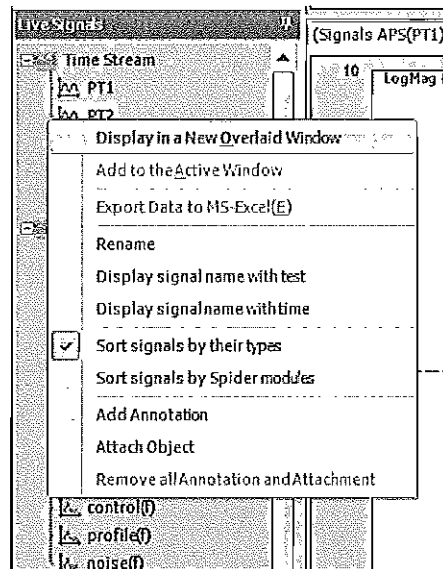 Live Signals
(Signals APS(PT1)
Time Stream
PT1
PT2
10
LogMag
Display in a New Overlaid Window
Add to the Active Window
Export Data to MS-Excel(E)
Rename
Display signal name with test
Display signal name with time
Sort signals by their types
Sort signals by Spider modules
Add Annotation
Attach Object
Remove all Annotation and Attachment
control(f)
profile(f)
noise(f)